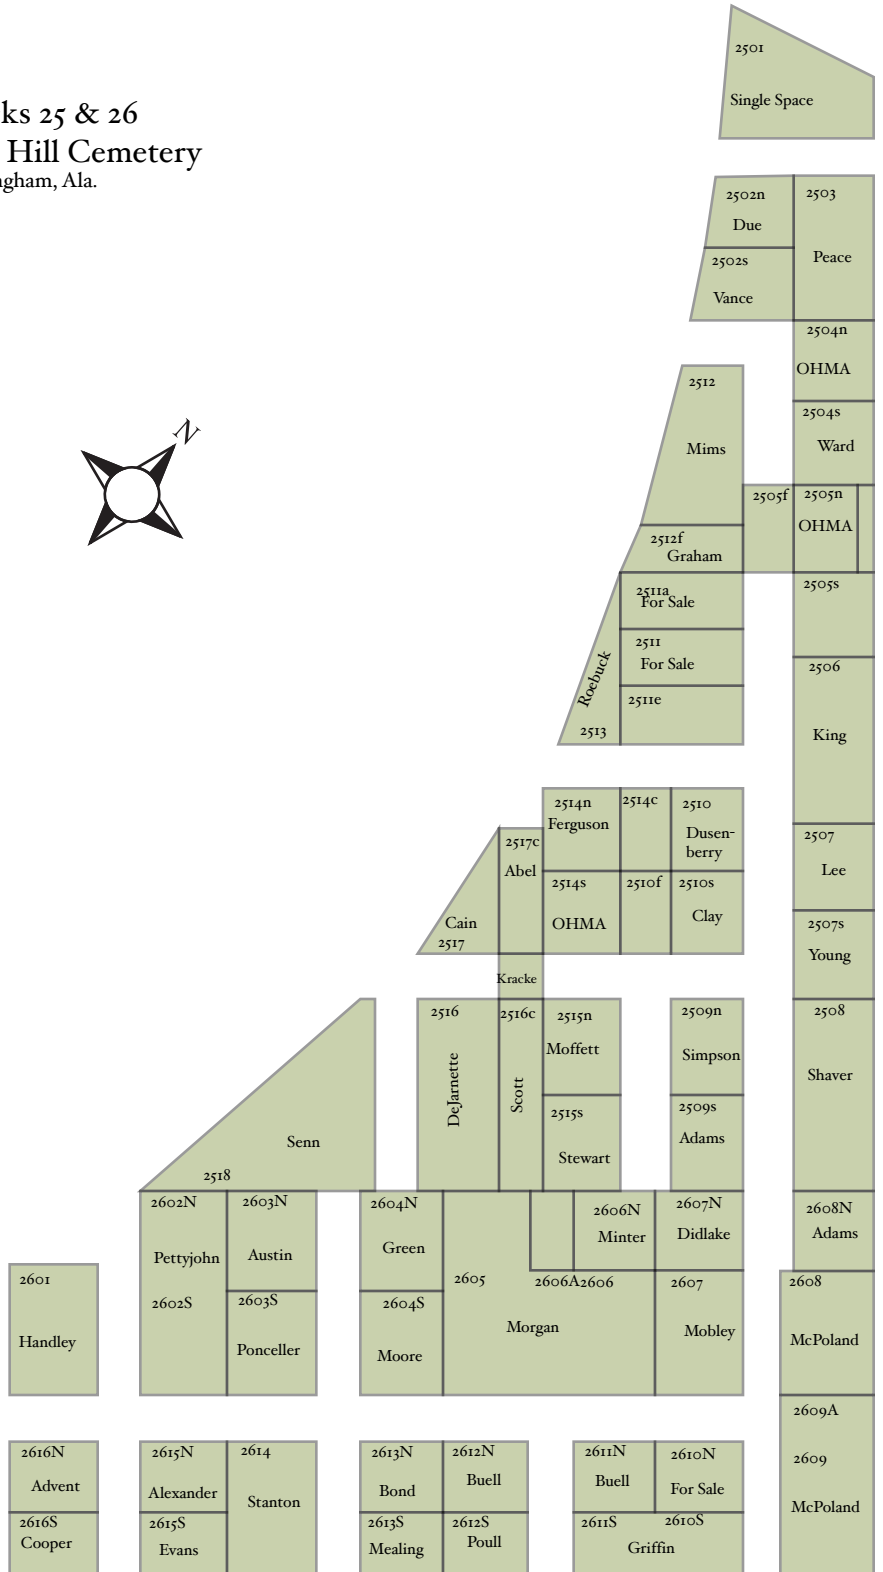 ks 25 & 26
Hill Cemetery
ngham, Ala.
N
2501
Single Space
2502n
Due
2502s
Vance
2503
Peace
2504n
OHMA
2504s
Ward
2512
Mims
2505f
2505n
OHMA
2512f
Graham
2511a
For Sale
2505s
2511
For Sale
2511e
Roebuck
2513
2506
King
2514n
Ferguson
2514c
2510
Dusen-
berry
2507
Lee
2517c
Abel
Cain
2517
2514s
OHMA
2510f
2510s
Clay
2507s
Young
Kracke
2516
DeJarnette
2516c
Scott
2515n
Moffett
2515s
Stewart
2509n
Simpson
2509s
Adams
2508
Shaver
Senn
2518
2602N
Pettyjohn
2602S
2603N
Austin
2603S
Ponceller
2604N
Green
2604S
Moore
2605
Morgan
2606A
2606
2606N
Minter
2607N
Didlake
2607
Mobley
2608N
Adams
2601
Handley
2608
McPoland
2609A
2609
McPoland
2616N
Advent
2616S
Cooper
2615N
Alexander
2615S
Evans
2614
Stanton
2613N
Bond
2613S
Mealing
2612N
Buell
2612S
Poull
2611N
Buell
2610N
For Sale
2611S
2610S
Griffin